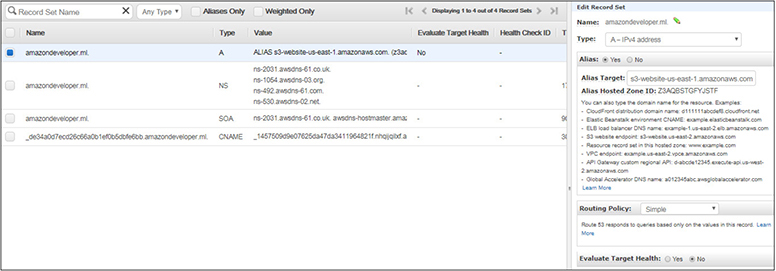 Record Set Name
Any Type
Aliases Only
Weighted Only
Displaying 1 to 4 out of 4 Record Sets
Name Type Value Evaluate Target Health Health Check ID T
amazondeveloper.ml. A ALIAS s3-website-us-east-1.amazonaws.com. (z3ac No -
amazondeveloper.ml. NS ns-2031.awsdns-61.co.uk. - - 17
ns-1054.awsdns-03.org.
ns-492.awsdns-61.com.
ns-530.awsdns-02.net.
amazondeveloper.ml. SOA ns-2031.awsdns-61.co.uk. awsdns-hostmaster.ama - -
CNAME - - 30
Edit Record Set
Name: amazondeveloper.ml.
Type: A – IPv4 address
Alias: Yes No
Alias Target: s3-website-us-east-1.amazonaws.com
Alias Hosted Zone ID: Z3AQBSTGFYJSTF
You can also type the domain name for the resource. Examples:
- CloudFront distribution domain name: d111111abcdef8.cloudfront.net
- Elastic Beanstalk environment CNAME: example.elasticbeanstalk.com
- ELB load balancer DNS name: example-1.us-east-2.elb.amazonaws.com
- S3 website endpoint: s3-website.us-east-2.amazonaws.com
- Resource record set in this hosted zone: www.example.com
- VPC endpoint: example.us-east-2.vpce.amazonaws.com
- API Gateway custom regional API: d-abcde12345.execute-api.us-west-
2.amazonaws.com
- Global Accelerator DNS name: a012345abc.awsglobalaccelerator.com
Learn More
Routing Policy: Simple
Route 53 responds to queries based only on the values in this record. Learn
More
Evaluate Target Health: Yes No